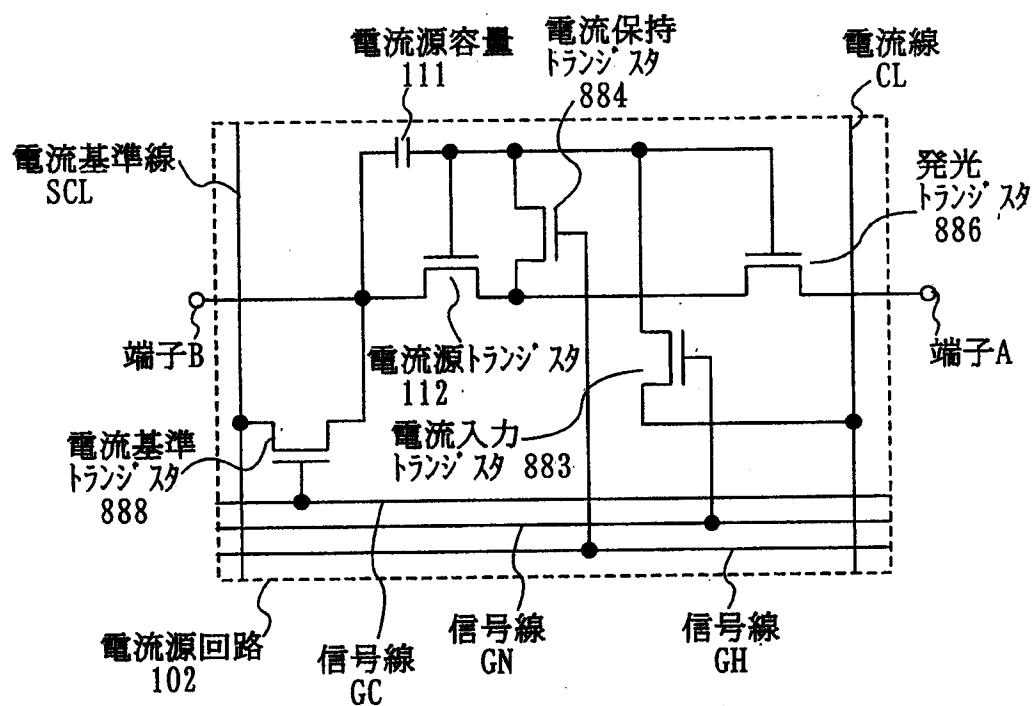 電流源容量
111
電流保持
トランジスタ
884
電流線
CL
電流基準線
SCL
発光
トランジスタ
886
端子B
端子A
電流源トランジスタ
112
電流基準
トランジスタ
888
電流入力
トランジスタ 883
電流源回路
102
信号線
GC
信号線
GN
信号線
GH